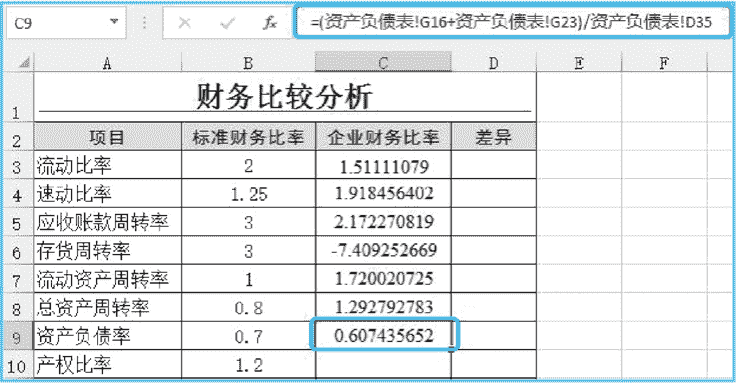 C9 fx =(资产负债表!G16+资产负债表!G23)/资产负债表!D35
A B C D E F
1 财务比较分析
2 项目 标准财务比率 企业财务比率 差异
3 流动比率 2 1.51111079
4 速动比率 1.25 1.918456402
5 应收账款周转率 3 2.172270819
6 存货周转率 3 -7.409252669
7 流动资产周转率 1 1.720020725
8 总资产周转率 0.8 1.292792783
9 资产负债率 0.7 0.607435652
10 产权比率 1.2